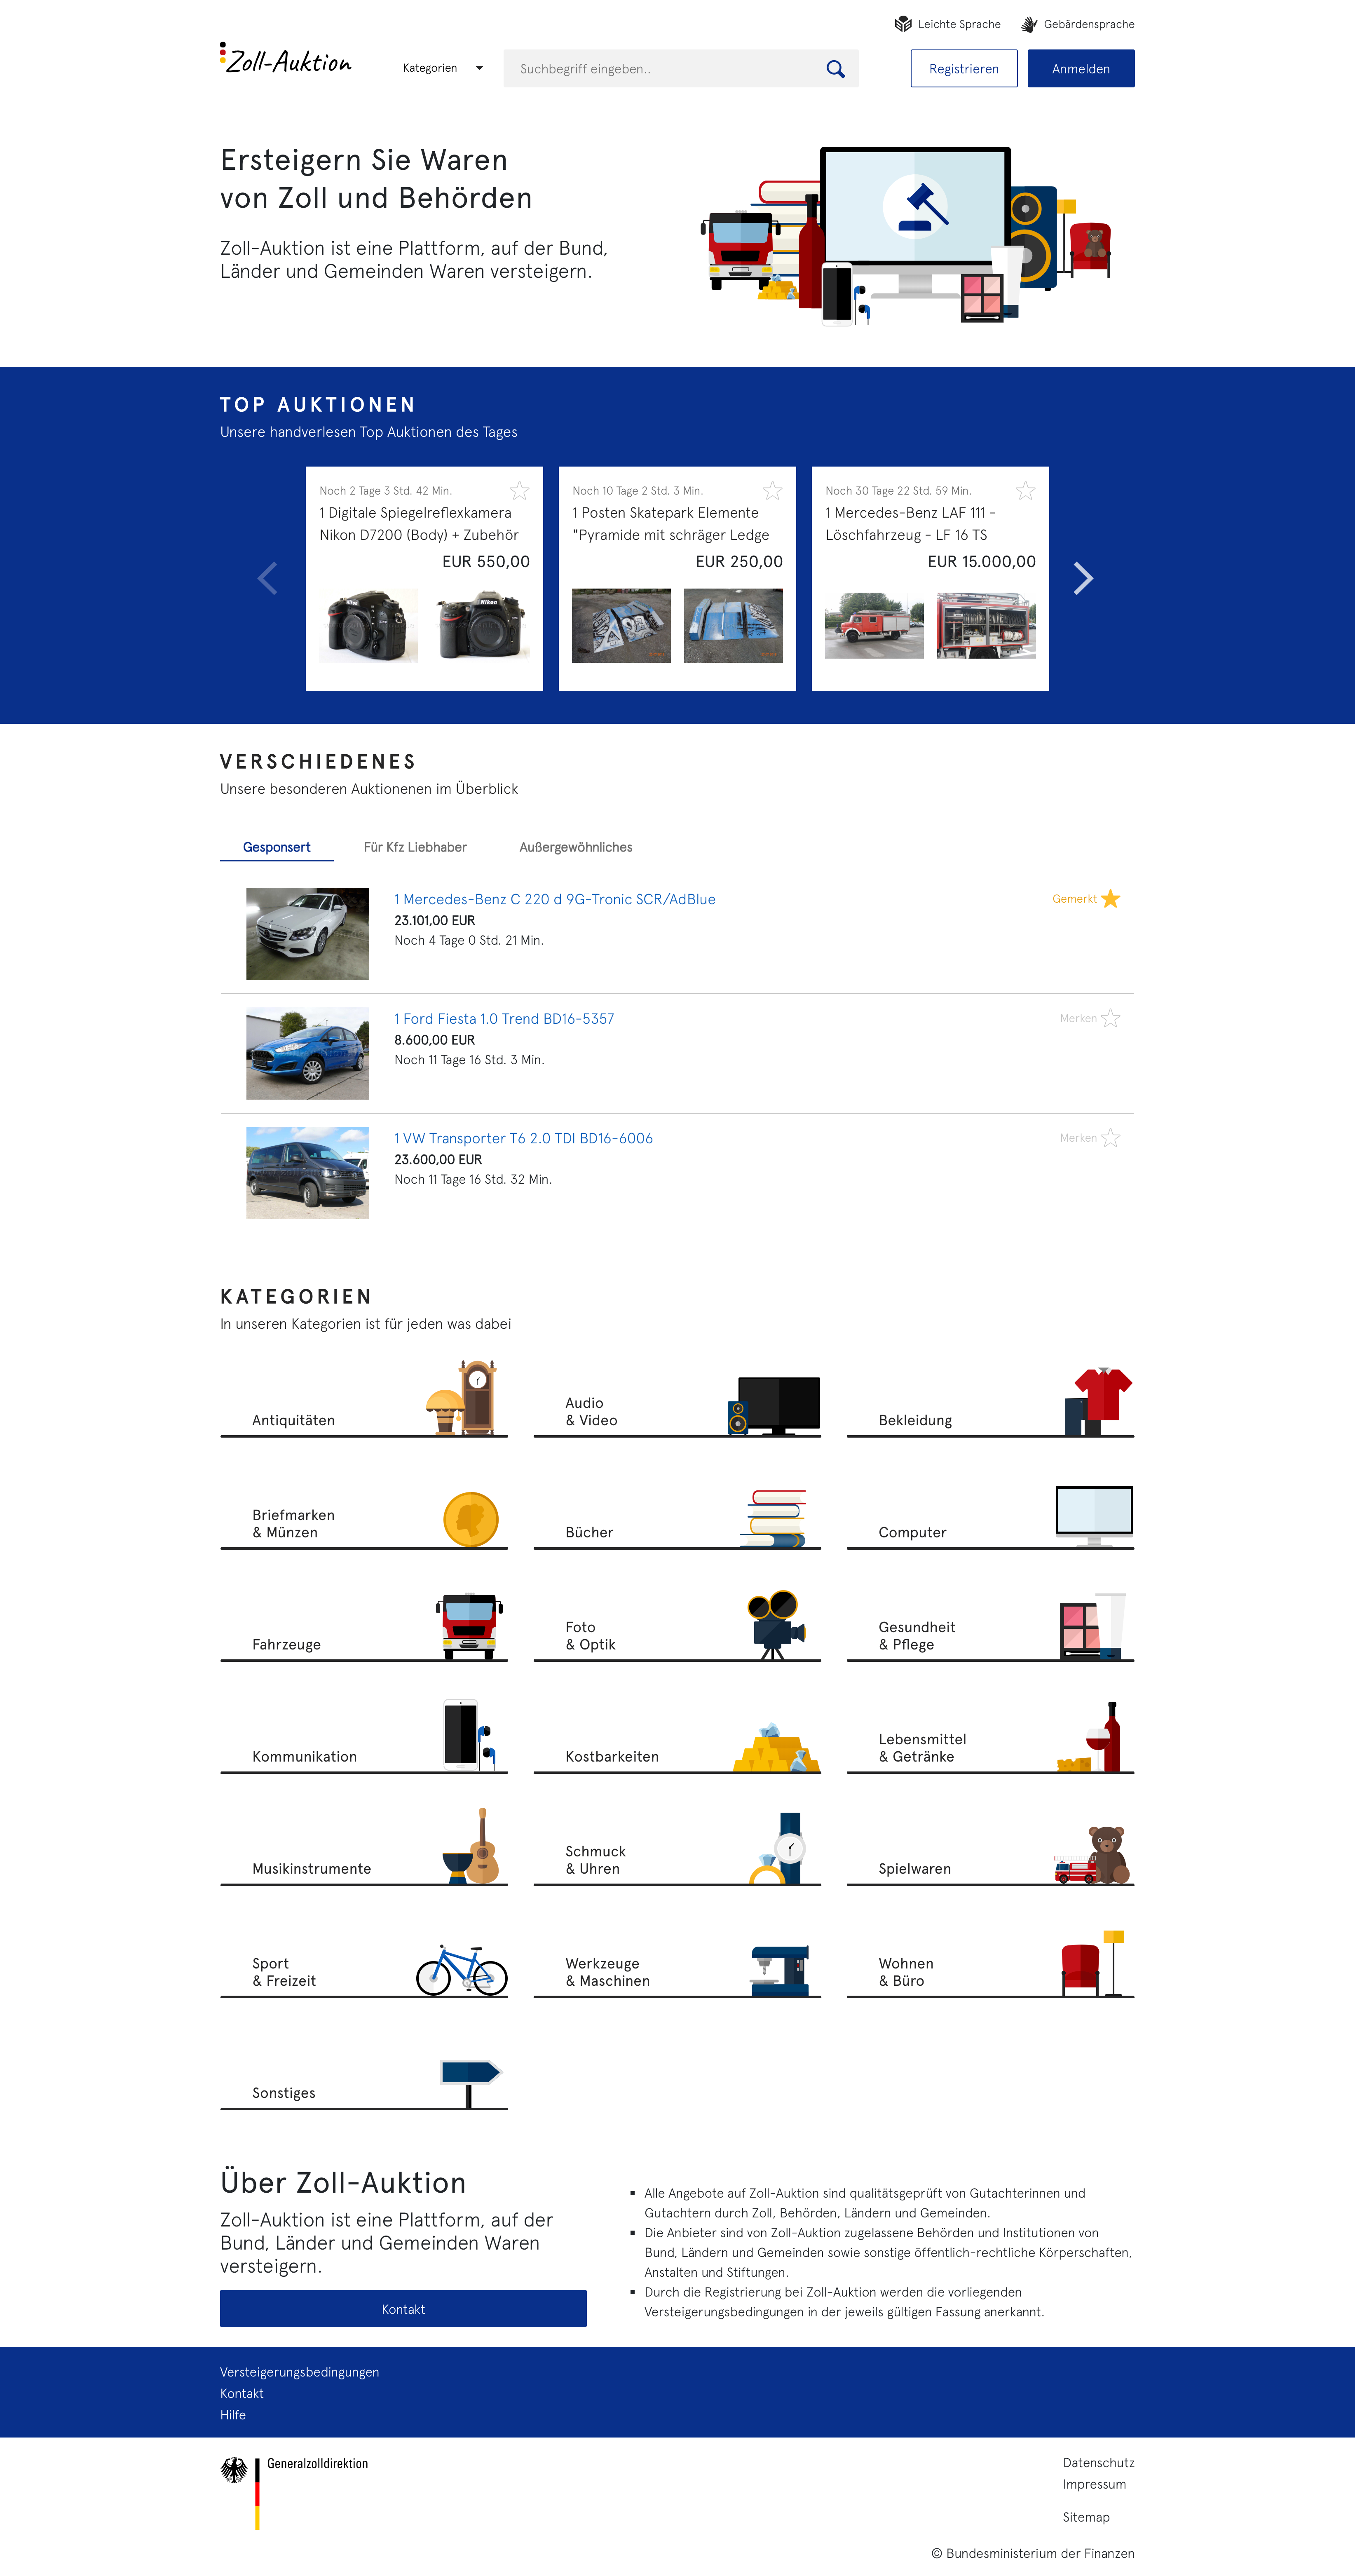 Leichte Sprache
Gebärdensprache
Zoll-Auktion
Kategorien
Suchbegriff eingeben..
Registrieren
Anmelden
Ersteigern Sie Waren
von Zoll und Behörden
Zoll-Auktion ist eine Plattform, auf der Bund,
Länder und Gemeinden Waren versteigern.
TOP AUKTIONEN
Unsere handverlesen Top Auktionen des Tages
Noch 2 Tage 3 Std. 42 Min.
1 Digitale Spiegelreflexkamera
Nikon D7200 (Body) + Zubehör
EUR 550,00
Nikon
Noch 10 Tage 2 Std. 3 Min.
1 Posten Skatepark Elemente
"Pyramide mit schräger Ledge
EUR 250,00
Noch 30 Tage 22 Std. 59 Min.
1 Mercedes-Benz LAF 111 -
Löschfahrzeug - LF 16 TS
EUR 15.000,00
VERSCHIEDENES
Unsere besonderen Auktionenen im Überblick
Gesponsert
Für Kfz Liebhaber
Außergewöhnliches
1 Mercedes-Benz C 220 d 9G-Tronic SCR/AdBlue
23.101,00 EUR
Noch 4 Tage 0 Std. 21 Min.
Gemerkt
1 Ford Fiesta 1.0 Trend BD16-5357
8.600,00 EUR
Noch 11 Tage 16 Std. 3 Min.
Merken
1 VW Transporter T6 2.0 TDI BD16-6006
23.600,00 EUR
Noch 11 Tage 16 Std. 32 Min.
Merken
KATEGORIEN
In unseren Kategorien ist für jeden was dabei
Antiquitäten
Audio
& Video
Bekleidung
Briefmarken
& Münzen
Bücher
Computer
Fahrzeuge
Foto
& Optik
Gesundheit
& Pflege
Kommunikation
Kostbarkeiten
Lebensmittel
& Getränke
Musikinstrumente
Schmuck
& Uhren
Spielwaren
Sport
& Freizeit
Werkzeuge
& Maschinen
Wohnen
& Büro
Sonstiges
Über Zoll-Auktion
Zoll-Auktion ist eine Plattform, auf der
Bund, Länder und Gemeinden Waren
versteigern.
Kontakt
Alle Angebote auf Zoll-Auktion sind qualitätsgeprüft von Gutachterinnen und
Gutachtern durch Zoll, Behörden, Ländern und Gemeinden.
Die Anbieter sind von Zoll-Auktion zugelassene Behörden und Institutionen von
Bund, Ländern und Gemeinden sowie sonstige öffentlich-rechtliche Körperschaften,
Anstalten und Stiftungen.
Durch die Registrierung bei Zoll-Auktion werden die vorliegenden
Versteigerungsbedingungen in der jeweils gültigen Fassung anerkannt.
Versteigerungsbedingungen
Kontakt
Hilfe
Generalzolldirektion
Datenschutz
Impressum
Sitemap
© Bundesministerium der Finanzen